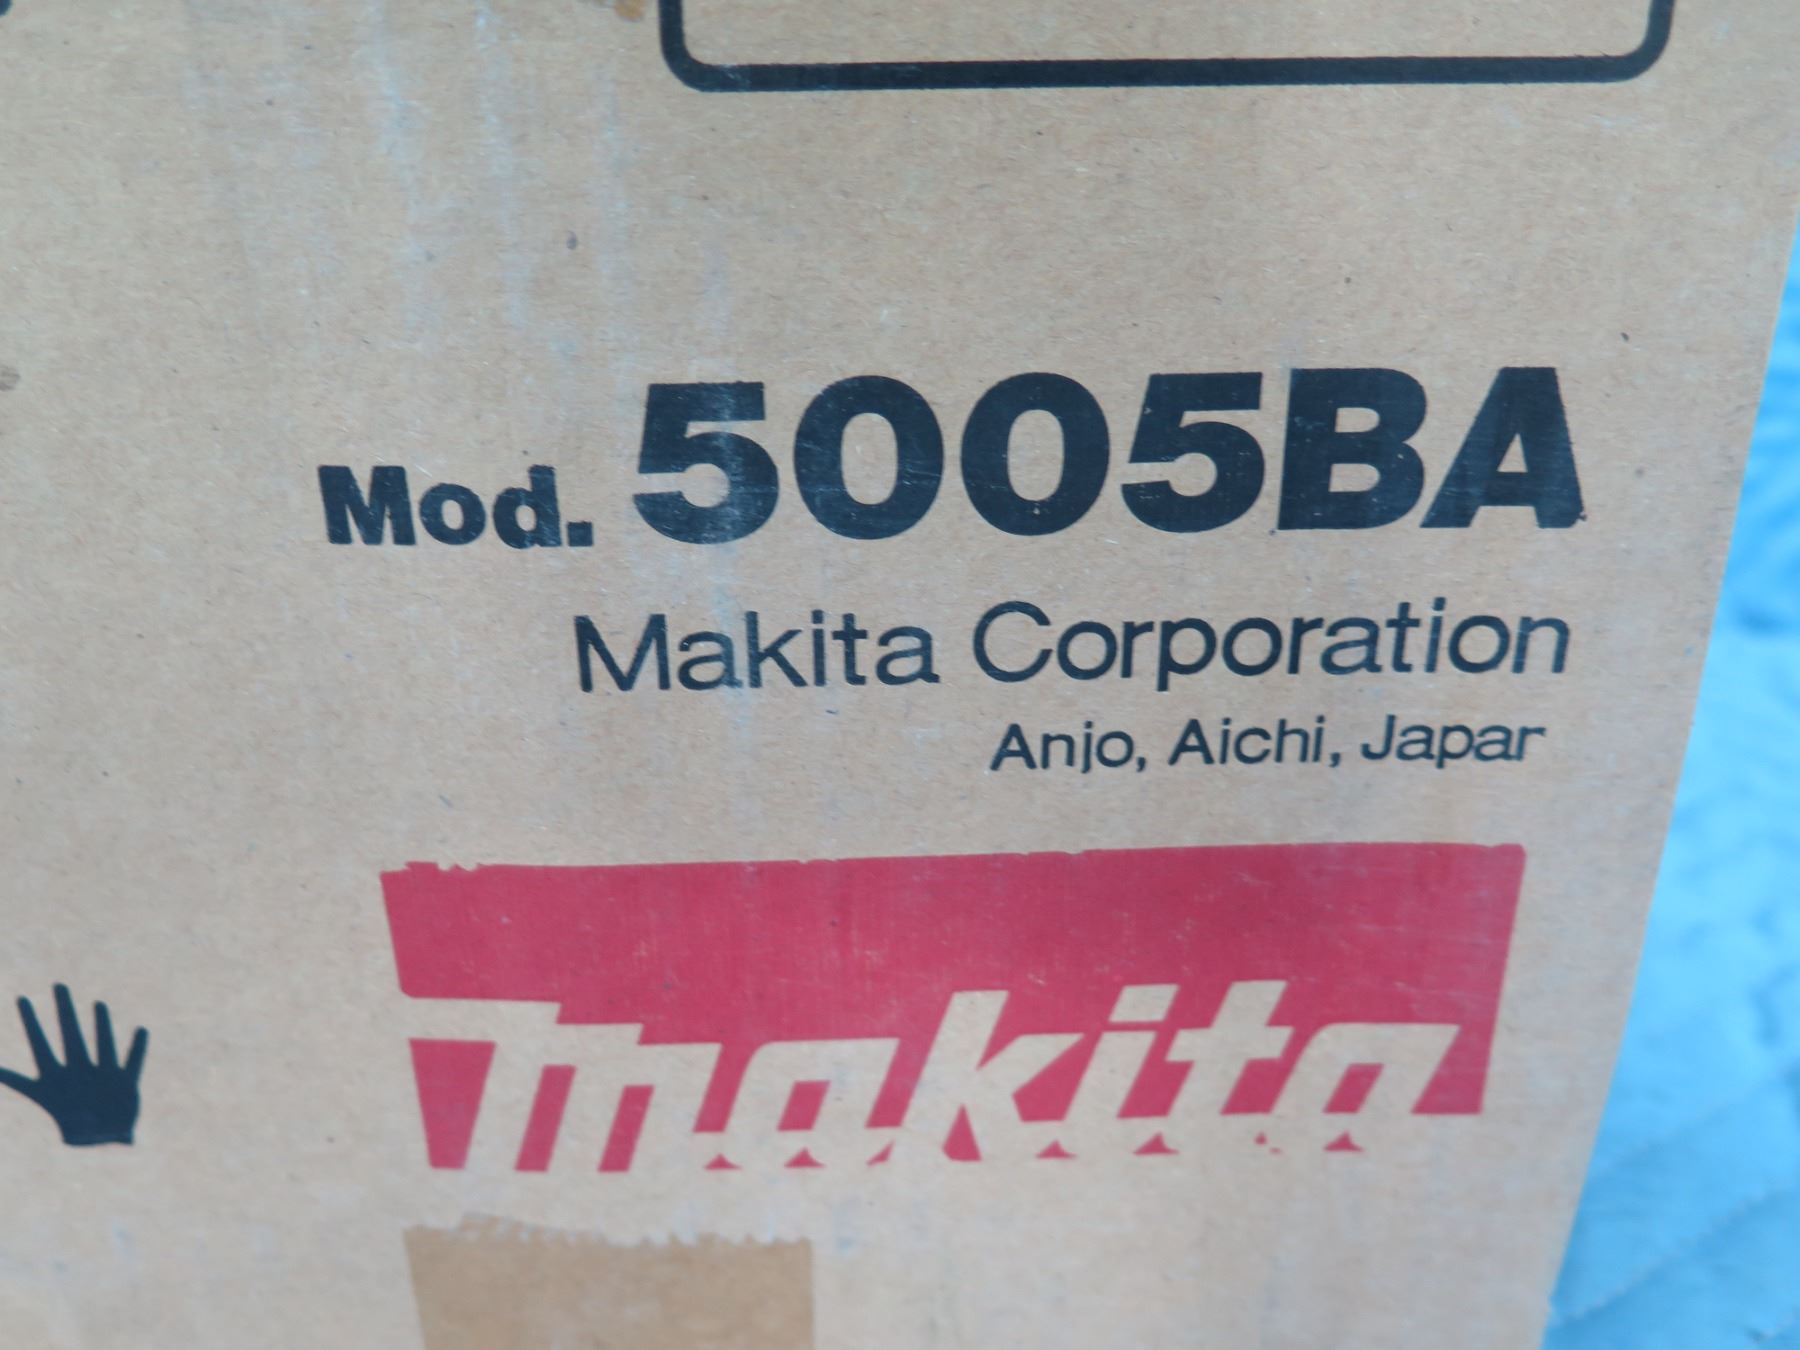 Mod. 5005BA
Makita Corporation
Anjo, Aichi, Japar
makita